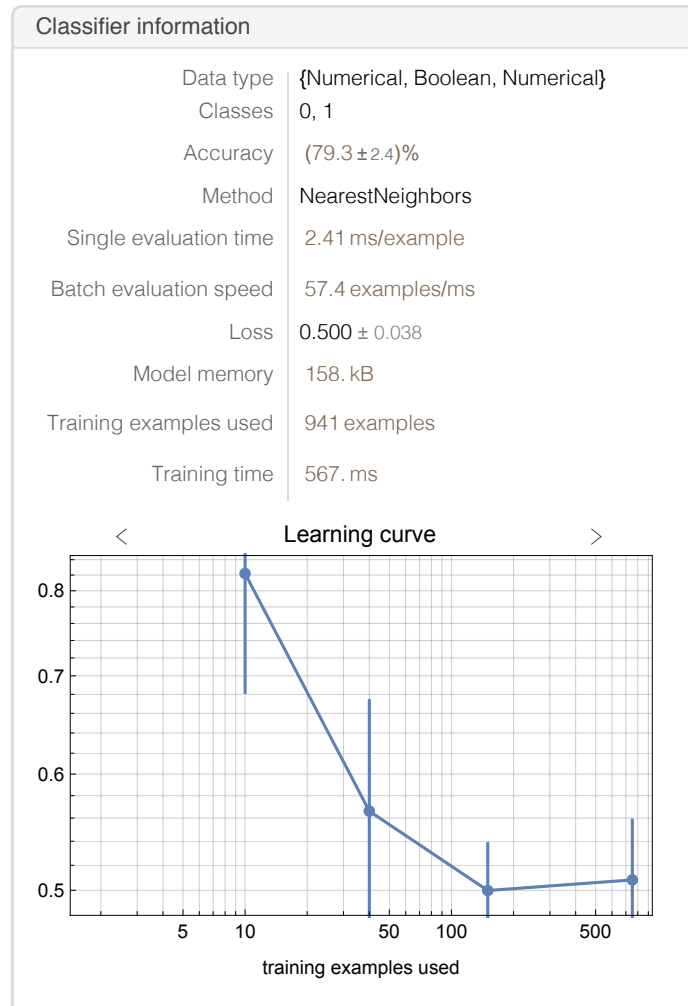 Classifier information
Data type {Numerical, Boolean, Numerical}
Classes 0, 1
Accuracy (79.3 ± 2.4)%
Method NearestNeighbors
Single evaluation time 2.41 ms/example
Batch evaluation speed 57.4 examples/ms
Loss 0.500 ± 0.038
Model memory 158. kB
Training examples used 941 examples
Training time 567. ms
< Learning curve >
0.8
0.7
0.6
0.5
5 10 50 100 500
training examples used